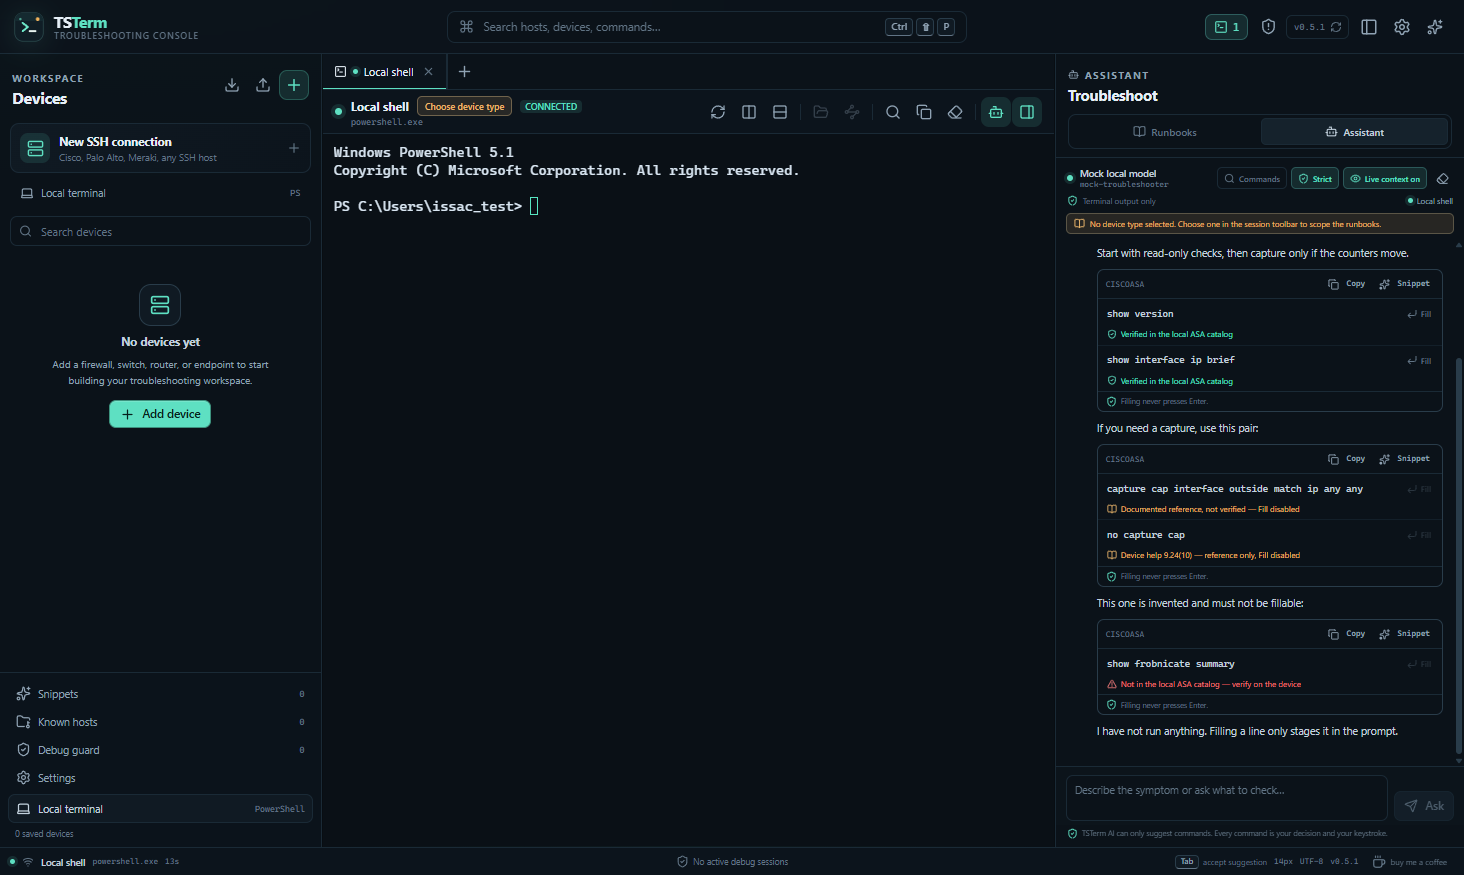 TSTerm
TROUBLESHOOTING CONSOLE
Search hosts, devices, commands...
Ctrl
P
1
v0.5.1
WORKSPACE
Devices
New SSH connection
Cisco, Palo Alto, Meraki, any SSH host
Local terminal
PS
Search devices
No devices yet
Add a firewall, switch, router, or endpoint to start
building your troubleshooting workspace.
Add device
Snippets
0
Known hosts
0
Debug guard
0
Settings
Local terminal
PowerShell
0 saved devices
Local shell
Local shell
Choose device type
CONNECTED
powershell.exe
Windows PowerShell 5.1
Copyright (C) Microsoft Corporation. All rights reserved.
PS C:\Users\issac_test>
ASSISTANT
Troubleshoot
Runbooks
Assistant
Mock local model
mock-troubleshooter
Commands
Strict
Live context on
Terminal output only
Local shell
No device type selected. Choose one in the session toolbar to scope the runbooks.
Start with read-only checks, then capture only if the counters move.
CISCOASA
Copy
Snippet
show version
Fill
Verified in the local ASA catalog
show interface ip brief
Fill
Verified in the local ASA catalog
Filling never presses Enter.
If you need a capture, use this pair:
CISCOASA
Copy
Snippet
capture cap interface outside match ip any any
Fill
Documented reference, not verified — Fill disabled
no capture cap
Fill
Device help 9.24(10) — reference only, Fill disabled
Filling never presses Enter.
This one is invented and must not be fillable:
CISCOASA
Copy
Snippet
show frobnicate summary
Fill
Not in the local ASA catalog — verify on the device
Filling never presses Enter.
I have not run anything. Filling a line only stages it in the prompt.
Describe the symptom or ask what to check...
Ask
TSTerm AI can only suggest commands. Every command is your decision and your keystroke.
Local shell
powershell.exe
13s
No active debug sessions
Tab
accept suggestion
14px
UTF-8
v0.5.1
buy me a coffee